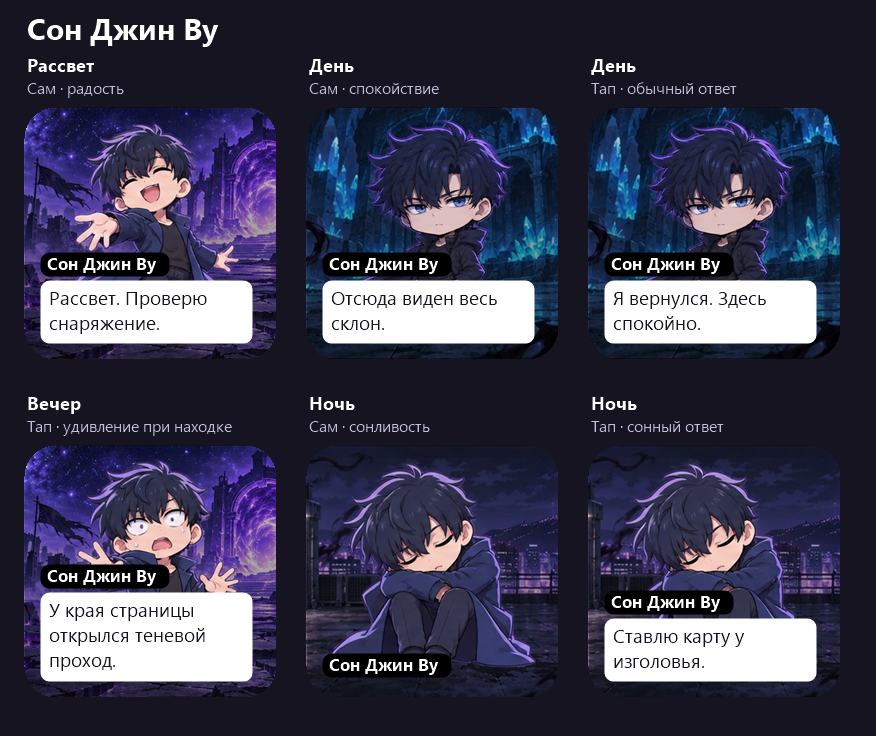 Сон Джин Ву
Рассвет
Сам · радость
Сон Джин Ву
Рассвет. Проверю
снаряжение.
День
Сам · спокойствие
Сон Джин Ву
Отсюда виден весь
склон.
День
Тап · обычный ответ
Сон Джин Ву
Я вернулся. Здесь
спокойно.
Вечер
Тап · удивление при находке
Сон Джин Ву
У края страницы
открылся теневой
проход.
Ночь
Сам · сонливость
Сон Джин Ву
Ночь
Тап · сонный ответ
Сон Джин Ву
Ставлю карту у
изголовья.